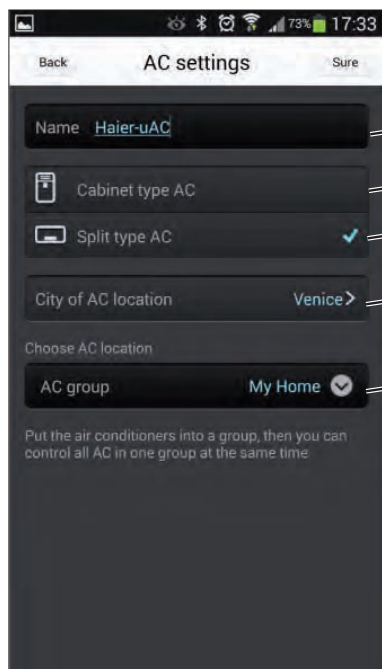 73% 17:33
Back AC settings Sure
Name Haier-uAC
Cabinet type AC
Split type AC
City of AC location Venice>
Choose AC location
AC group My Home
Put the air conditioners into a group, then you can
control all AC in one group at the same time